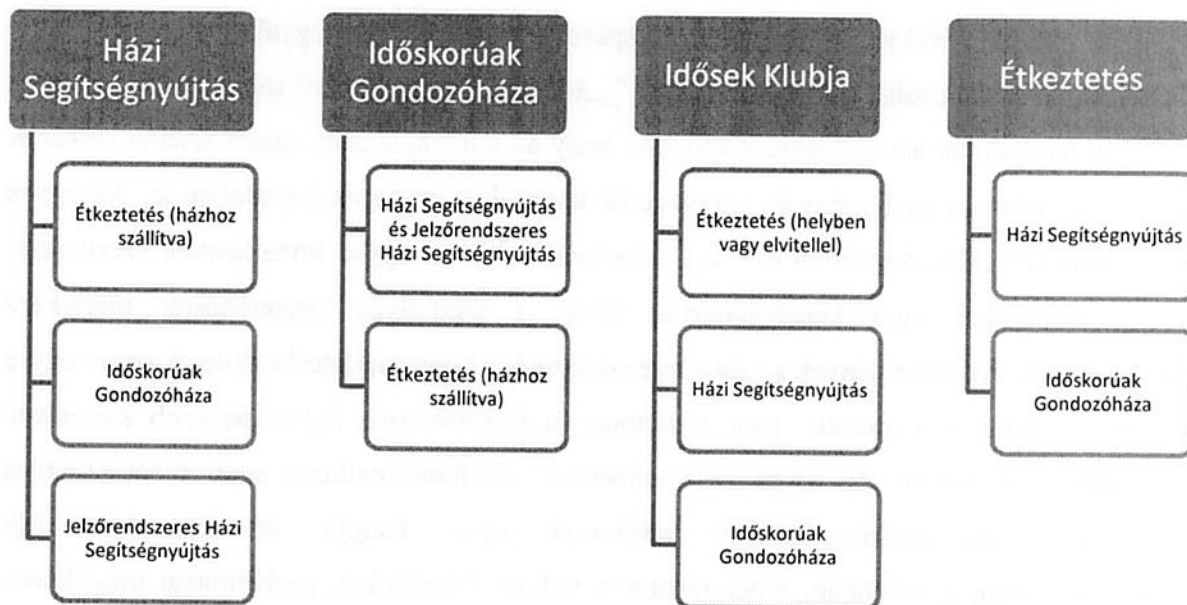 Házi
Segítségnyújtás
Étkeztetés (házhoz
szállítva)
Időskorúak
Gondozóháza
Jelzőrendszeres Házi
Segítségnyújtás
Időskorúak
Gondozóháza
Házi Segítségnyújtás
és Jelzőrendszeres
Házi Segítségnyújtás
Étkeztetés (házhoz
szállítva)
Idősek Klubja
Étkeztetés (helyben
vagy elvitellel)
Házi Segítségnyújtás
Időskorúak
Gondozóháza
Étkeztetés
Házi Segítségnyújtás
Időskorúak
Gondozóháza